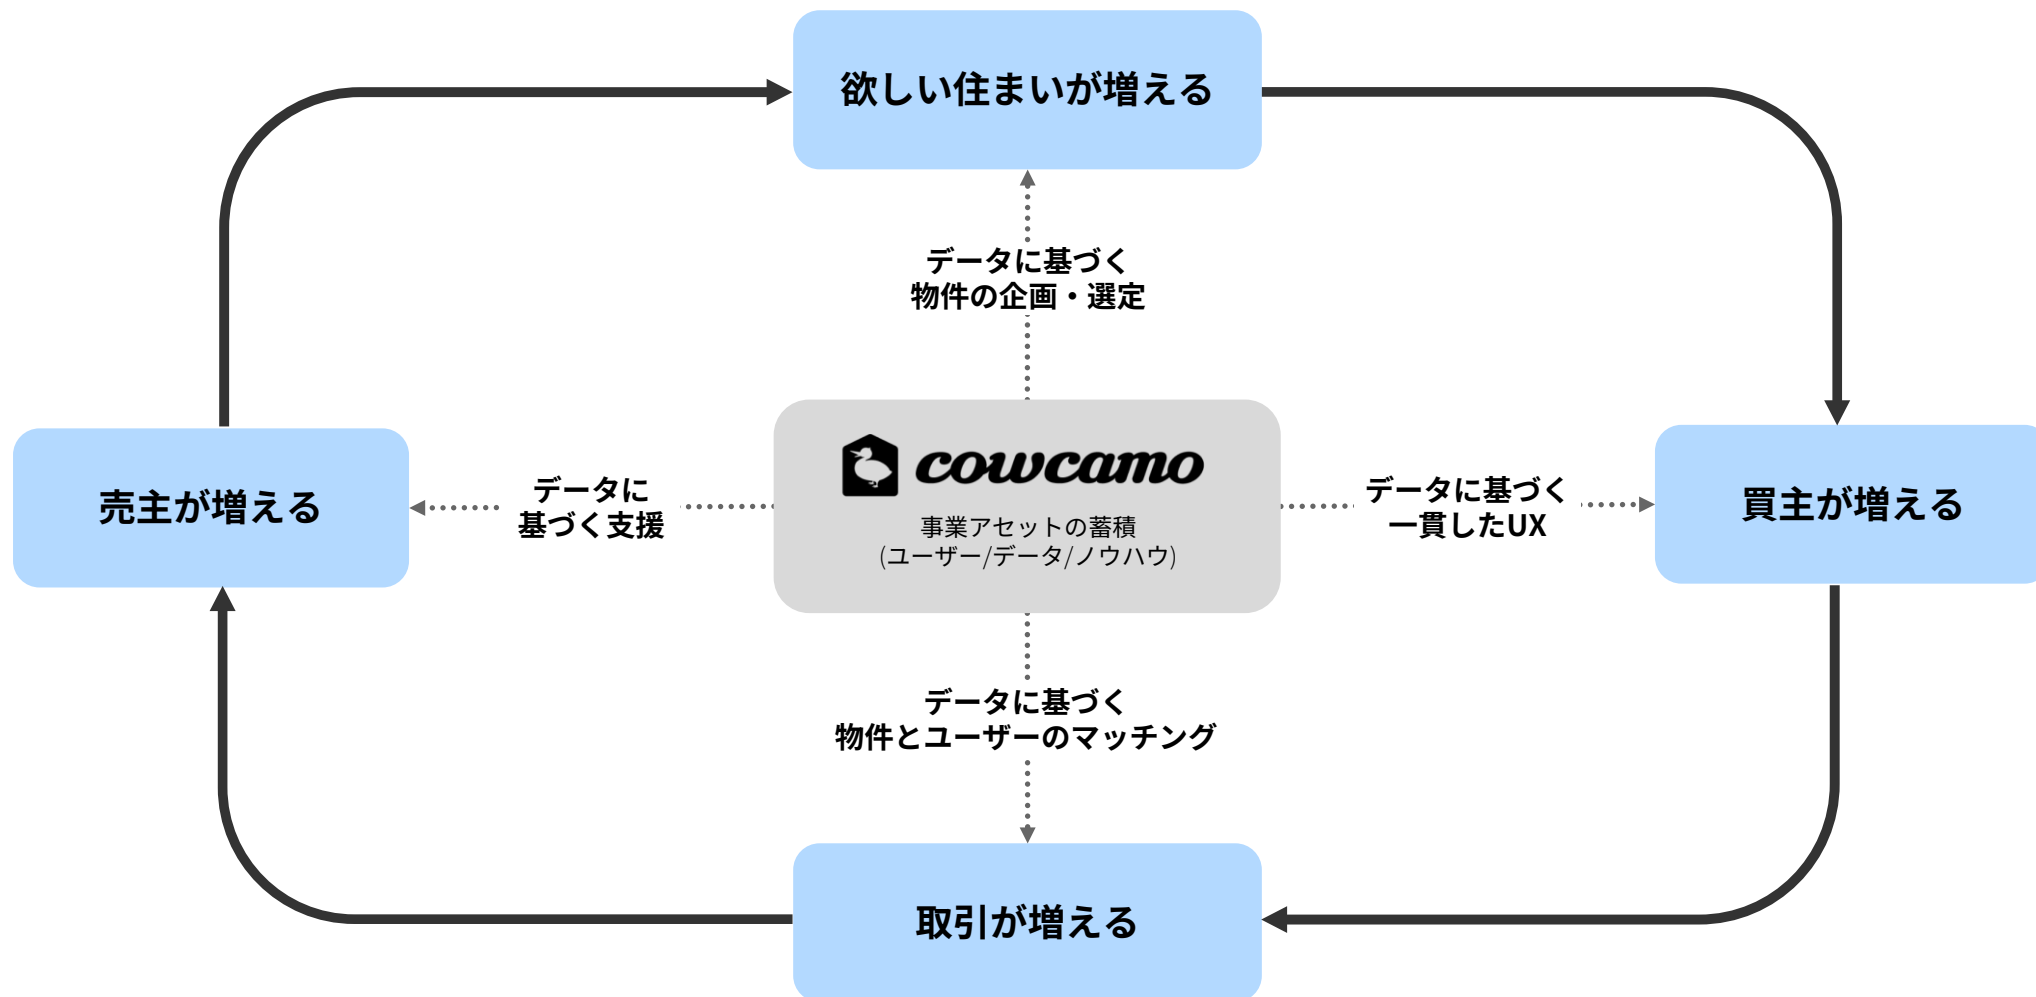 欲しい住まいが増える
データに基づく
物件の企画・選定
売主が増える
データに
基づく支援
cowcamo
事業アセットの蓄積
(ユーザー/データ/ノウハウ)
データに基づく
一貫したUX
買主が増える
データに基づく
物件とユーザーのマッチング
取引が増える